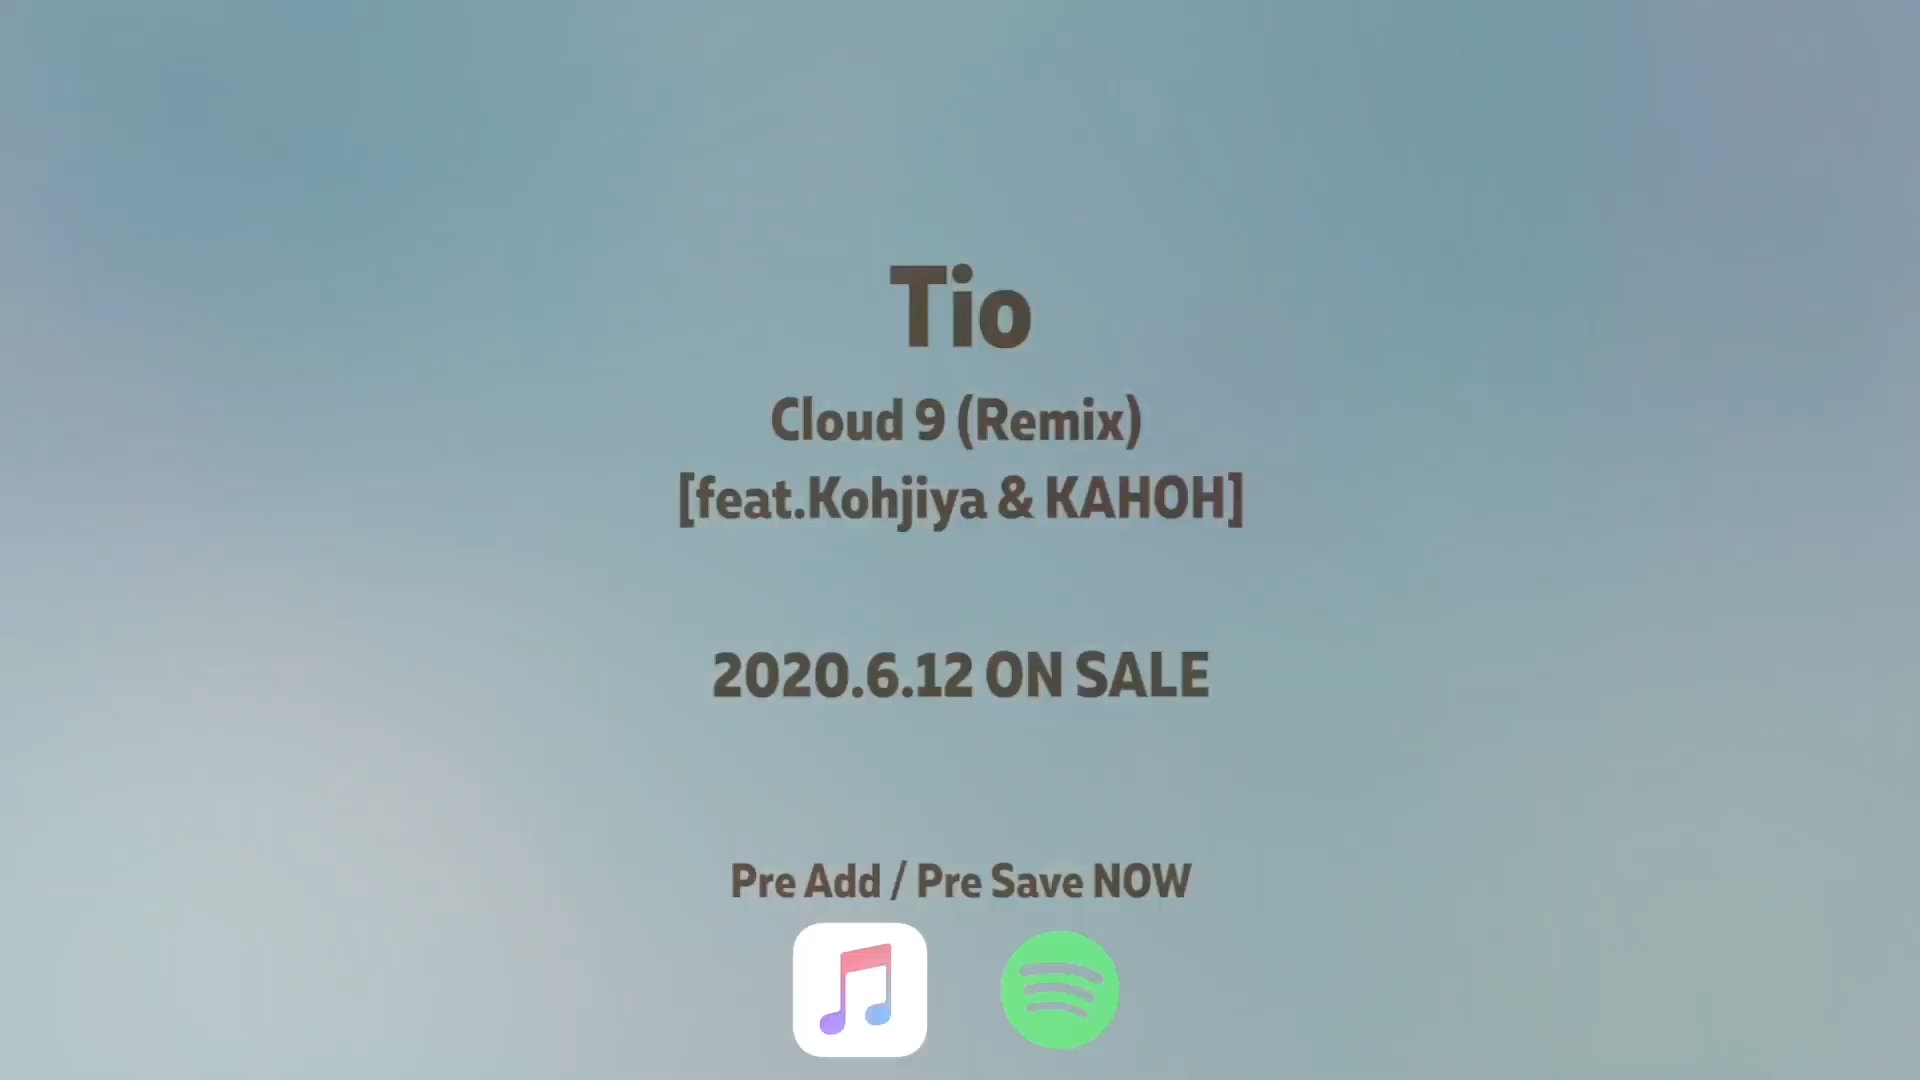 Tio
Cloud 9 (Remix)
[feat.Kohjiya & KAHOH]
2020.6.12 ON SALE
Pre Add / Pre Save NOW